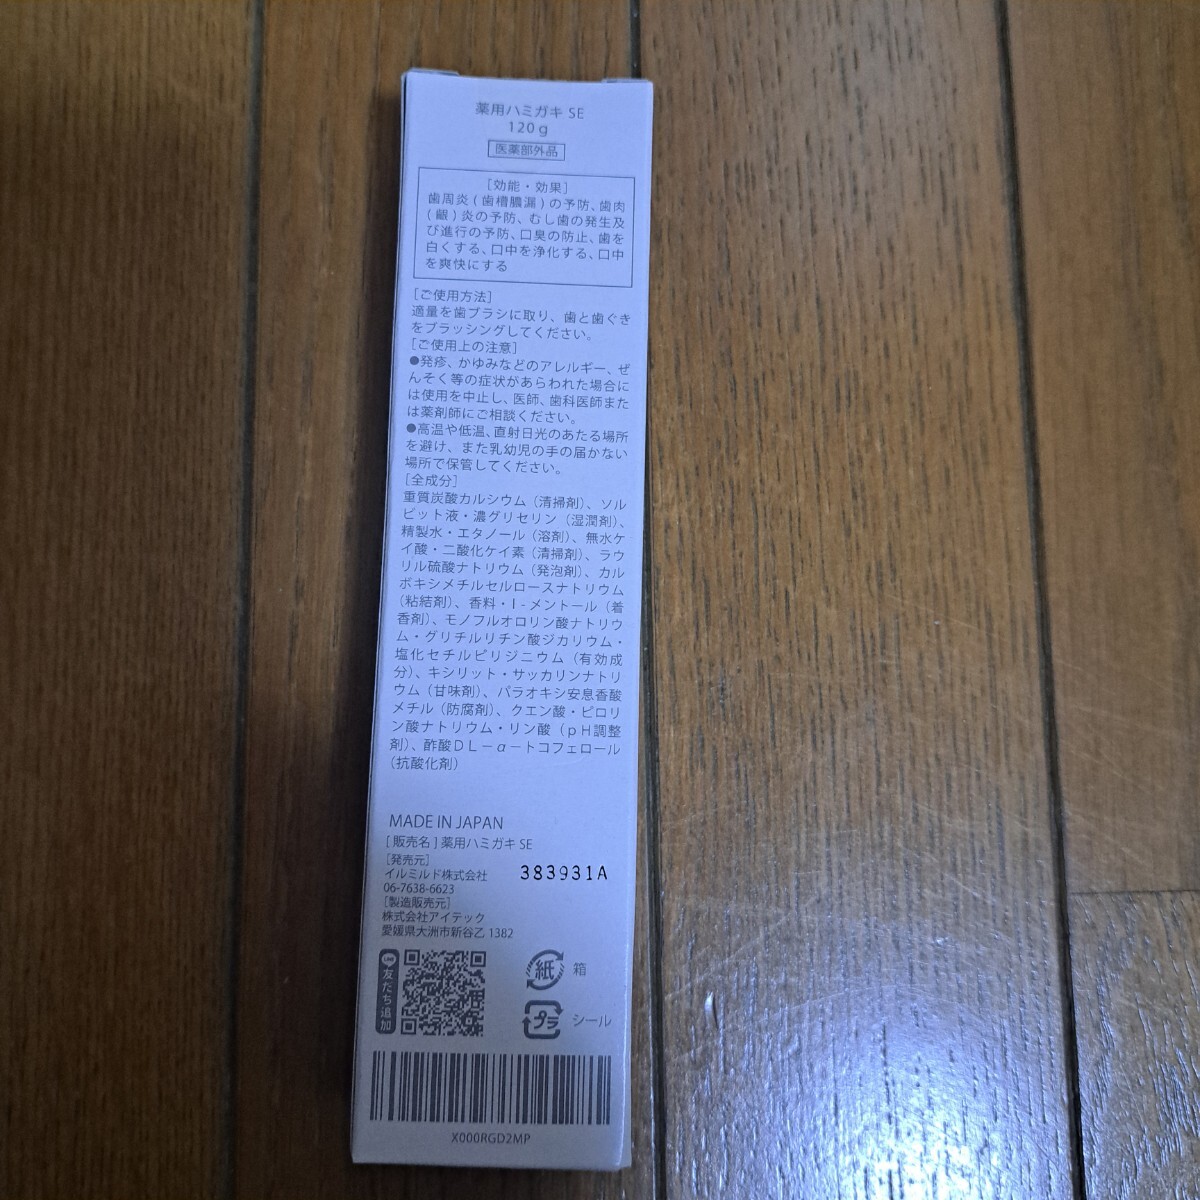 薬用ハミガキ SE
120g
医薬部外品
[効能・効果]
歯周炎(歯槽膿漏)の予防、歯肉
(齦)炎の予防、むし歯の発生及
び進行の予防、口臭の防止、歯を
白くする、口中を浄化する、口中
を爽快にする
[ご使用方法]
適量を歯ブラシに取り、歯と歯ぐき
をブラッシングしてください。
[ご使用上の注意]
●発疹、かゆみなどのアレルギー、ぜ
んそく等の症状があらわれた場合に
は使用を中止し、医師、歯科医師また
は薬剤師にご相談ください。
●高温や低温、直射日光のあたる場所
を避け、また乳幼児の手の届かない
場所で保管してください。
[全成分]
重質炭酸カルシウム（清掃剤）、ソル
ビット液・濃グリセリン（湿潤剤）、
精製水・エタノール（溶剤）、無水ケ
イ酸・二酸化ケイ素（清掃剤）、ラウ
リル硫酸ナトリウム（発泡剤）、カル
ボキシメチルセルロースナトリウム
（粘結剤）、香料・l-メントール（着
香剤）、モノフルオロリン酸ナトリウ
ム・グリチルリチン酸ジカリウム・
塩化セチルピリジニウム（有効成
分）、キシリット・サッカリンナトリ
ウム（甘味剤）、パラオキシ安息香酸
メチル（防腐剤）、クエン酸・ピロリ
ン酸ナトリウム・リン酸（pH調整
剤）、酢酸DL－α－トコフェロール
（抗酸化剤）
MADE IN JAPAN
[販売名] 薬用ハミガキ SE
[発売元]
イルミルド株式会社
383931A
06-7638-6623
[製造販売元]
株式会社アイテック
愛媛県大洲市新谷乙 1382
LINE 友だち追加
紙 箱
プラ シール
X000RGD2MP